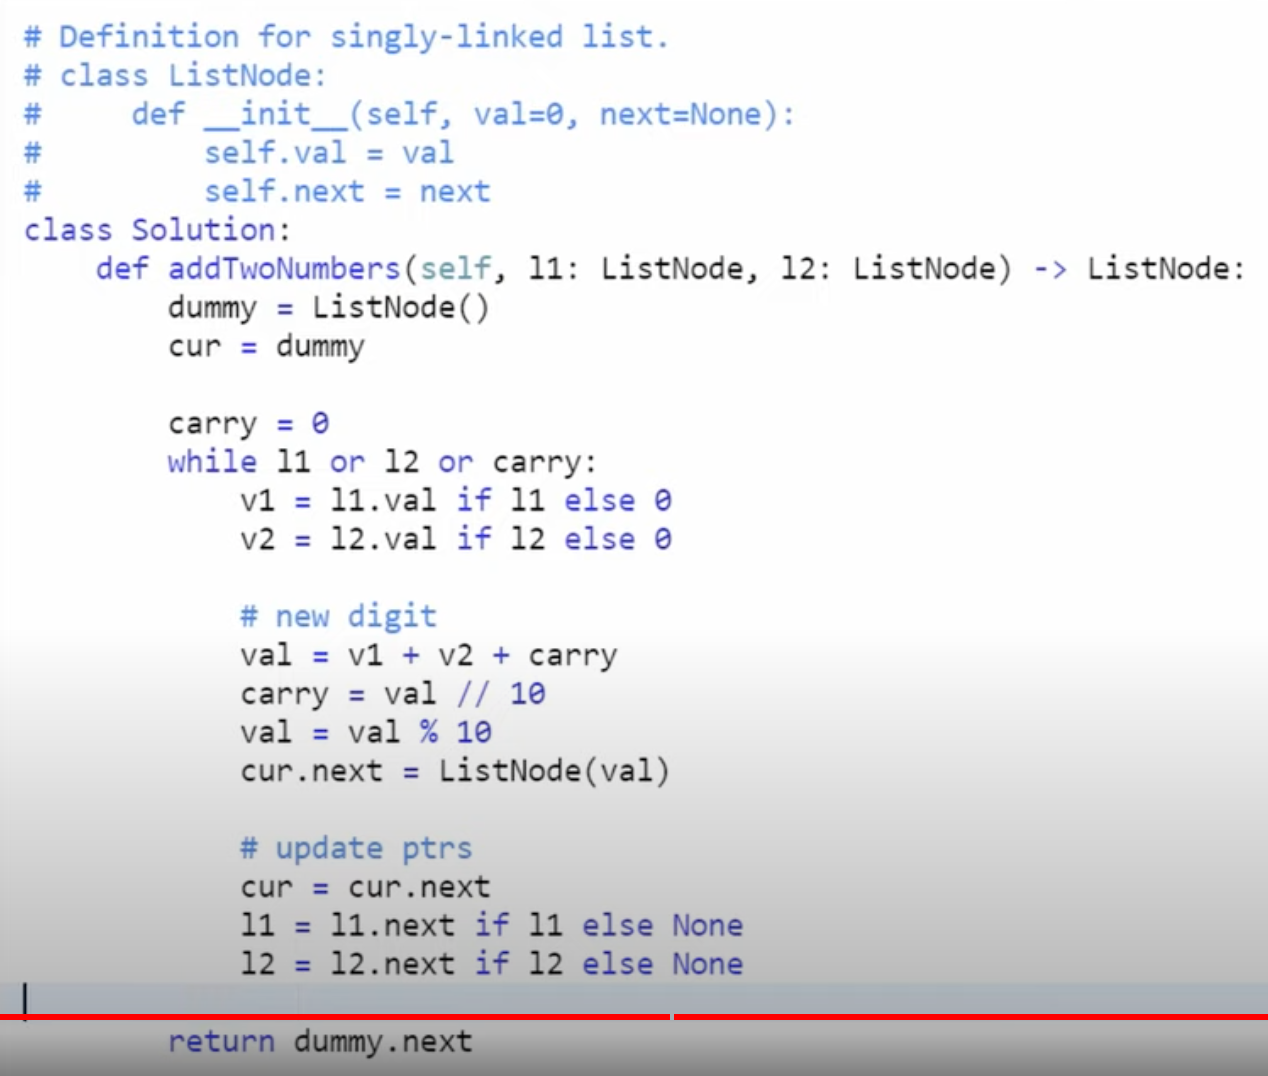 # Definition for singly-linked list.
# class ListNode:
#     def __init__(self, val=0, next=None):
#         self.val = val
#         self.next = next
class Solution:
    def addTwoNumbers(self, l1: ListNode, l2: ListNode) -> ListNode:
        dummy = ListNode()
        cur = dummy

        carry = 0
        while l1 or l2 or carry:
            v1 = l1.val if l1 else 0
            v2 = l2.val if l2 else 0

            # new digit
            val = v1 + v2 + carry
            carry = val // 10
            val = val % 10
            cur.next = ListNode(val)

            # update ptrs
            cur = cur.next
            l1 = l1.next if l1 else None
            l2 = l2.next if l2 else None

        return dummy.next